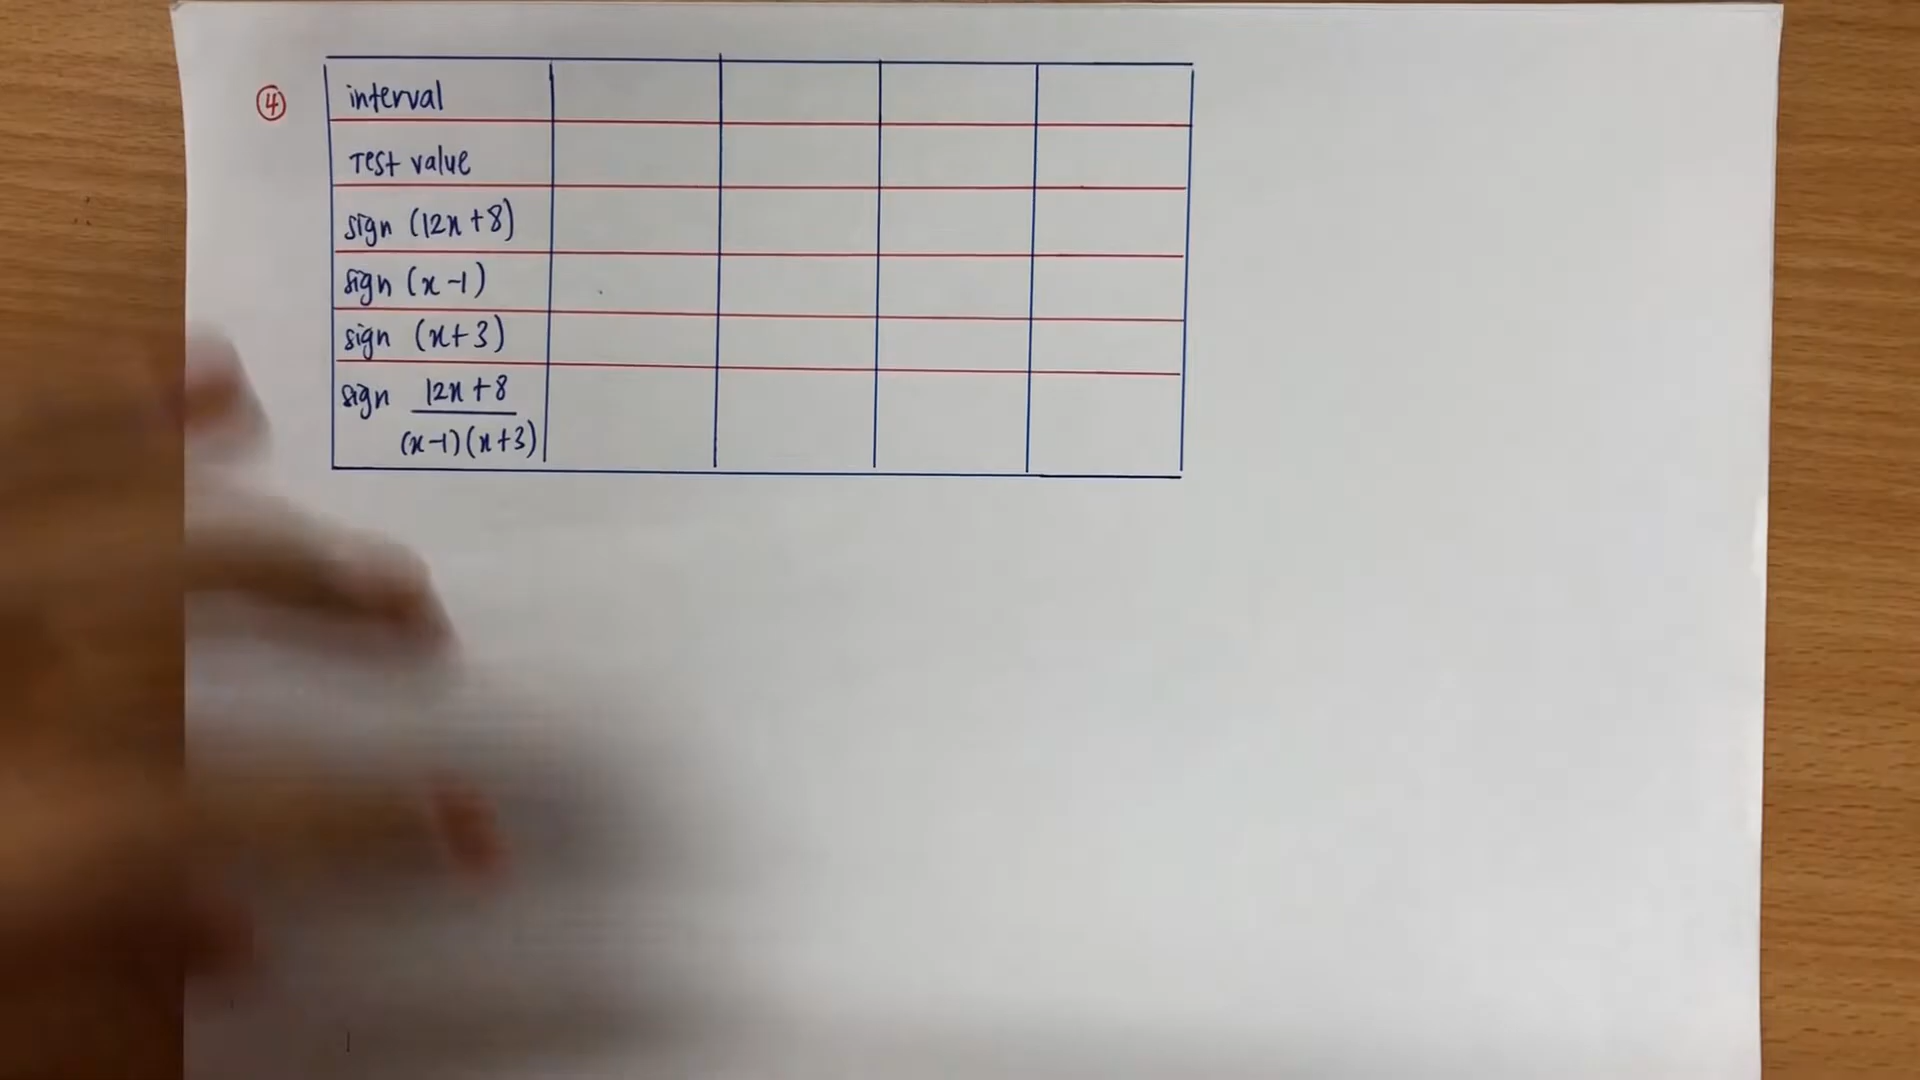 ④
interval
Test value
sign (12x+8)
sign (x-1)
sign (x+3)
sign 12x+8
(x-1)(x+3)